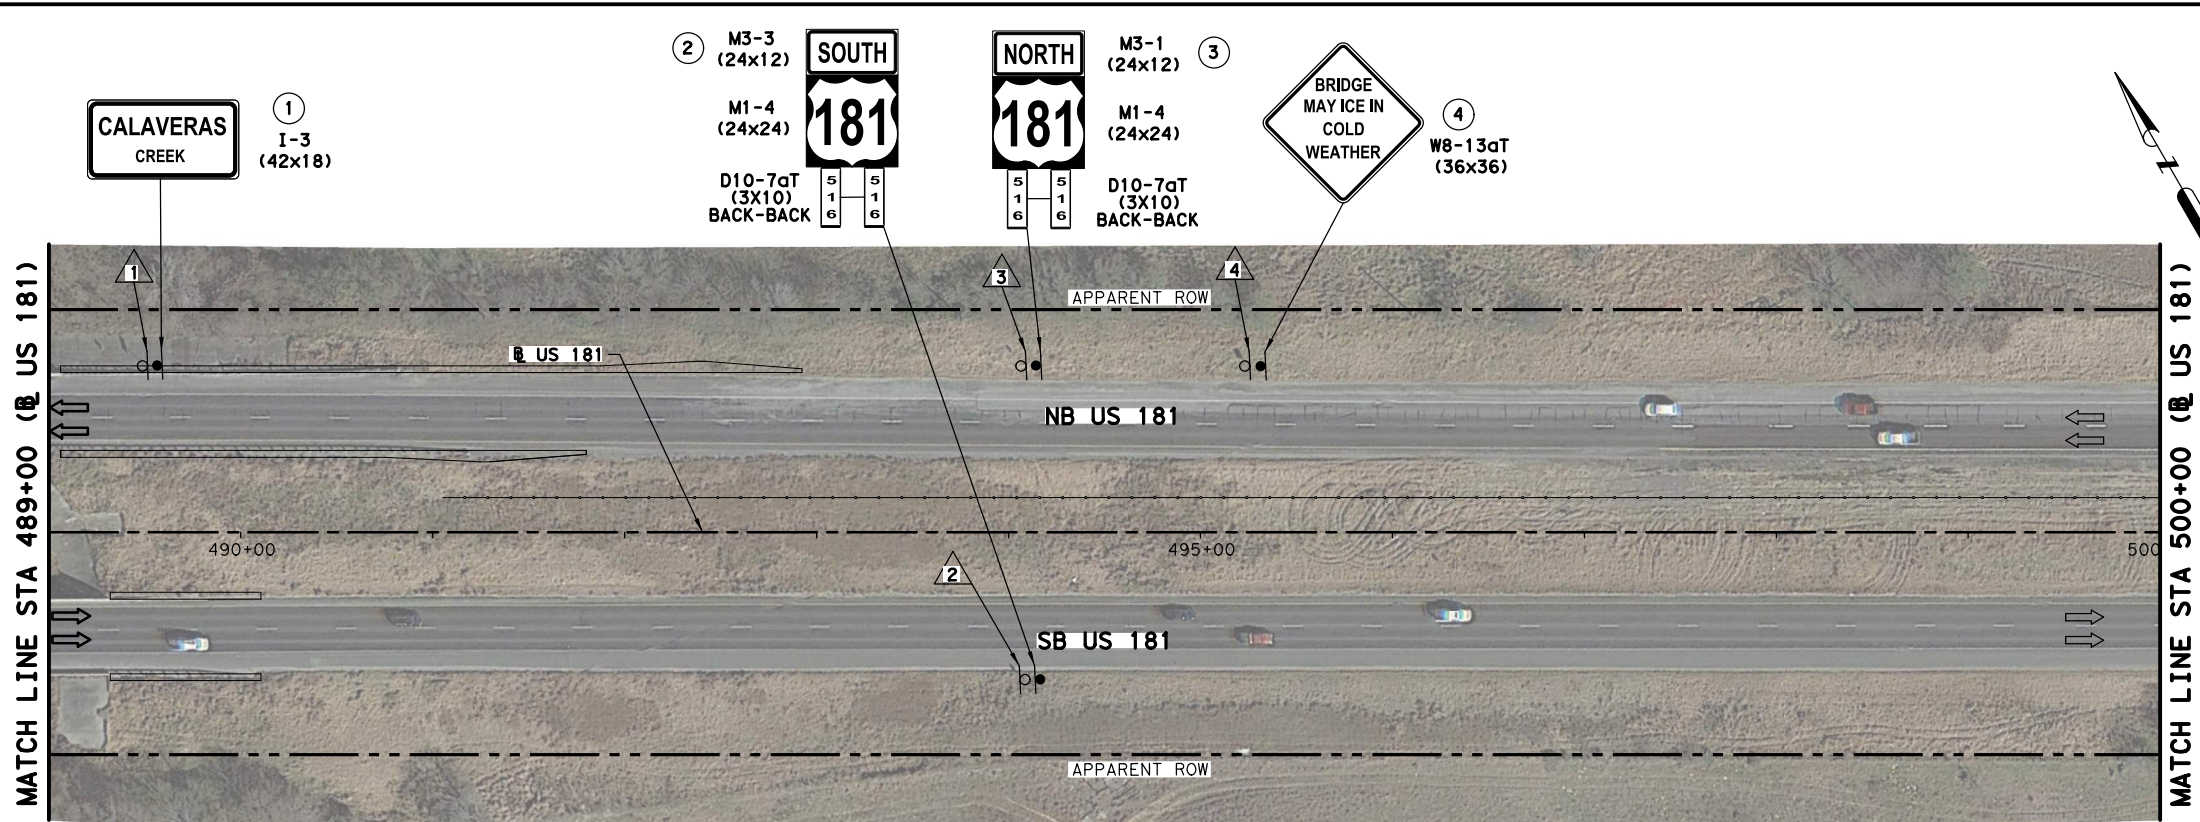 CALAVERAS
CREEK
1
I-3
(42x18)
2
M3-3
(24x12)
M1-4
(24x24)
D10-7aT
(3X10)
BACK-BACK
SOUTH
181
5
1
6
5
1
6
NORTH
181
5
1
6
5
1
6
M3-1
(24x12)
3
M1-4
(24x24)
D10-7aT
(3X10)
BACK-BACK
BRIDGE
MAY ICE IN
COLD
WEATHER
4
W8-13aT
(36x36)
N
MATCH LINE STA 489+00 (BL US 181)
1
3
4
APPARENT ROW
BL US 181
NB US 181
490+00
495+00
500
2
SB US 181
APPARENT ROW
MATCH LINE STA 500+00 (BL US 181)